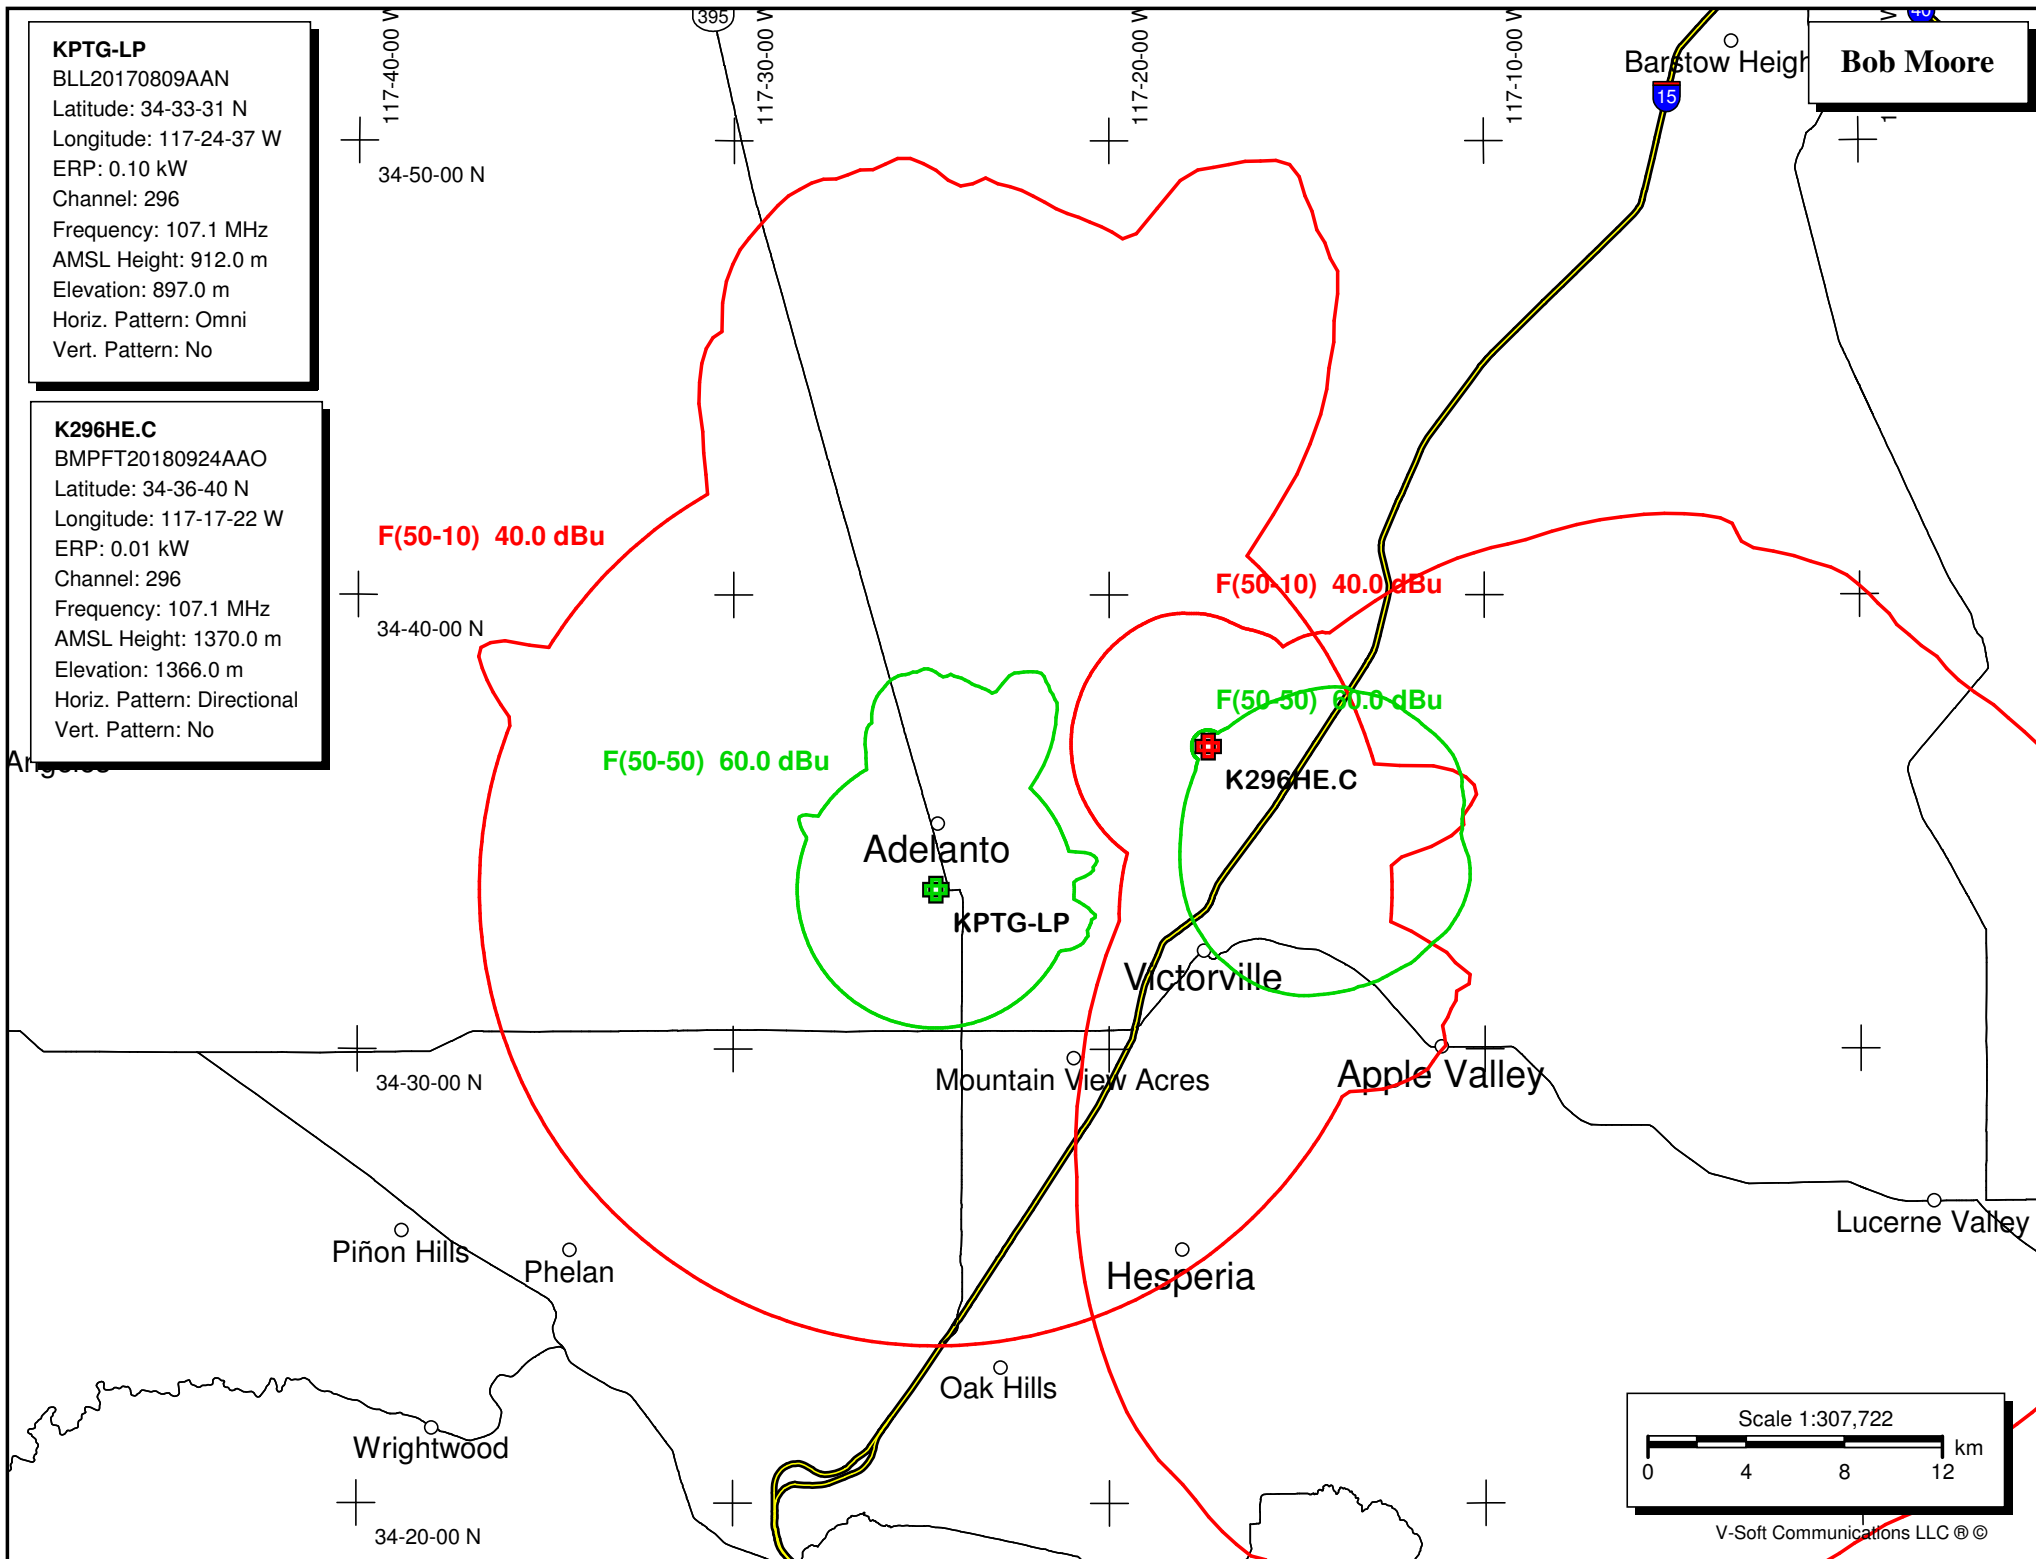 KPTG-LP
BLL20170809AAN
Latitude: 34-33-31 N
Longitude: 117-24-37 W
ERP: 0.10 kW
Channel: 296
Frequency: 107.1 MHz
AMSL Height: 912.0 m
Elevation: 897.0 m
Horiz. Pattern: Omni
Vert. Pattern: No
K296HE.C
BMPFT20180924AAO
Latitude: 34-36-40 N
Longitude: 117-17-22 W
ERP: 0.01 kW
Channel: 296
Frequency: 107.1 MHz
AMSL Height: 1370.0 m
Elevation: 1366.0 m
Horiz. Pattern: Directional
Vert. Pattern: No
395
117-40-00 W
117-30-00 W
117-20-00 W
117-10-00 W
W
40
Barstow Heigh
Bob Moore
15
34-50-00 N
F(50-10) 40.0 dBu
F(50-10) 40.0 dBu
34-40-00 N
F(50-50) 60.0 dBu
F(50-50) 60.0 dBu
Angeles
K296HE.C
Adelanto
KPTG-LP
Victorville
34-30-00 N
Mountain View Acres
Apple Valley
Lucerne Valley
Piñon Hills
Phelan
Hesperia
Oak Hills
Wrightwood
34-20-00 N
Scale 1:307,722
km
0 4 8 12
V-Soft Communications LLC ® ©